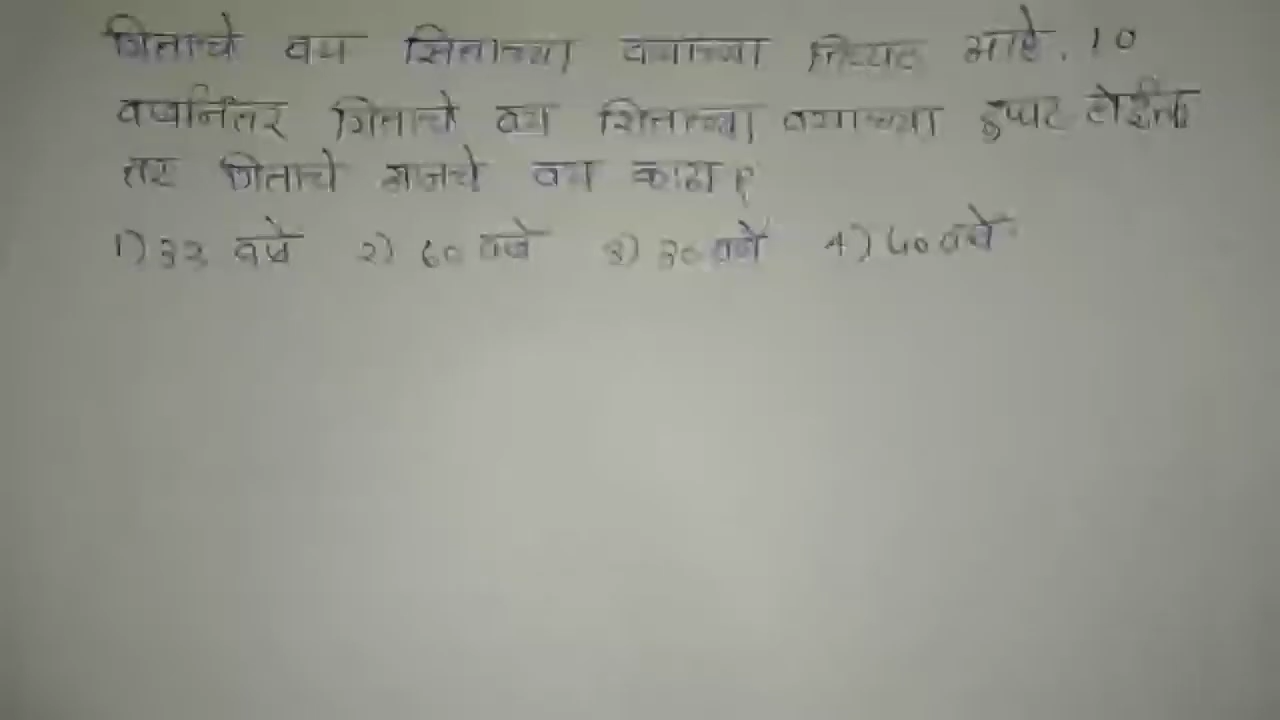 गिताचे वय सिताच्या वयाच्या तिप्पट आहे. 10
वर्षानंतर गिताचे वय सिताच्या वयाच्या दुप्पट होईल
तर गिताचे आजचे वय काढा?
1) 32 वर्षे 2) 60 वर्षे 3) 30 वर्षे 4) 50 वर्षे